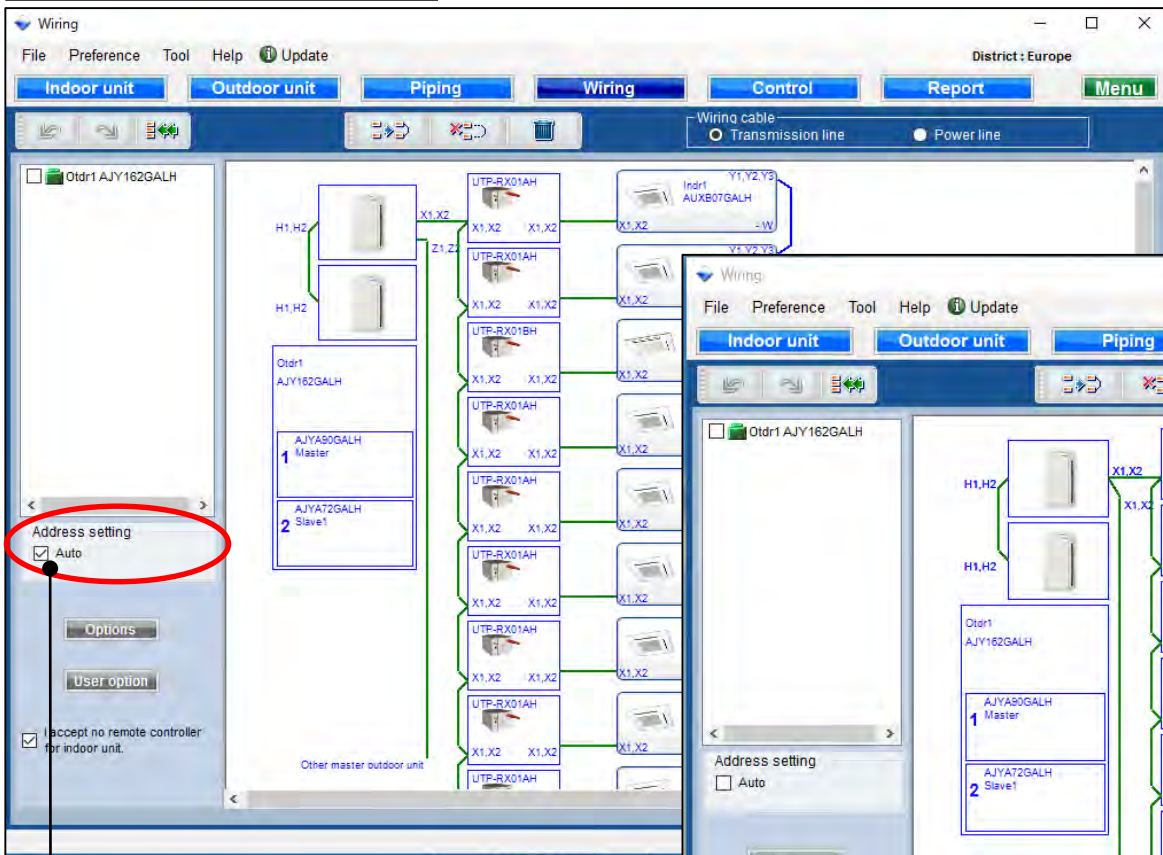 Wiring
File Preference Tool Help Update
District : Europe
Indoor unit Outdoor unit Piping Wiring Control Report Menu
Wiring cable
Transmission line Power line
Otdr1 AJY162GALH
Address setting
Auto
Options
User option
I accept no remote controller
for indoor unit.
H1,H2
H1,H2
X1,X2
Otdr1
AJY162GALH
AJYA90GALH
1 Master
AJYA72GALH
2 Slave1
Other master outdoor unit
UTP-RX01AH
X1,X2 X1,X2
UTP-RX01AH
X1,X2 X1,X2
UTP-RX01BH
X1,X2 X1,X2
UTP-RX01AH
X1,X2 X1,X2
UTP-RX01AH
X1,X2 X1,X2
UTP-RX01AH
X1,X2 X1,X2
UTP-RX01AH
X1,X2 X1,X2
UTP-RX01AH
X1,X2 X1,X2
UTP-RX01AH
Y1,Y2,Y3
Indr1
AUXB07GALH
X1,X2 - W
Y1,Y2,Y3
X1,X2
X1,X2
X1,X2
X1,X2
X1,X2
X1,X2
X1,X2
Wiring
File Preference Tool Help Update
Indoor unit Outdoor unit Piping
Otdr1 AJY162GALH
Address setting
Auto
H1,H2
H1,H2
X1,X2
Otdr1
AJY162GALH
AJYA90GALH
1 Master
AJYA72GALH
2 Slave1